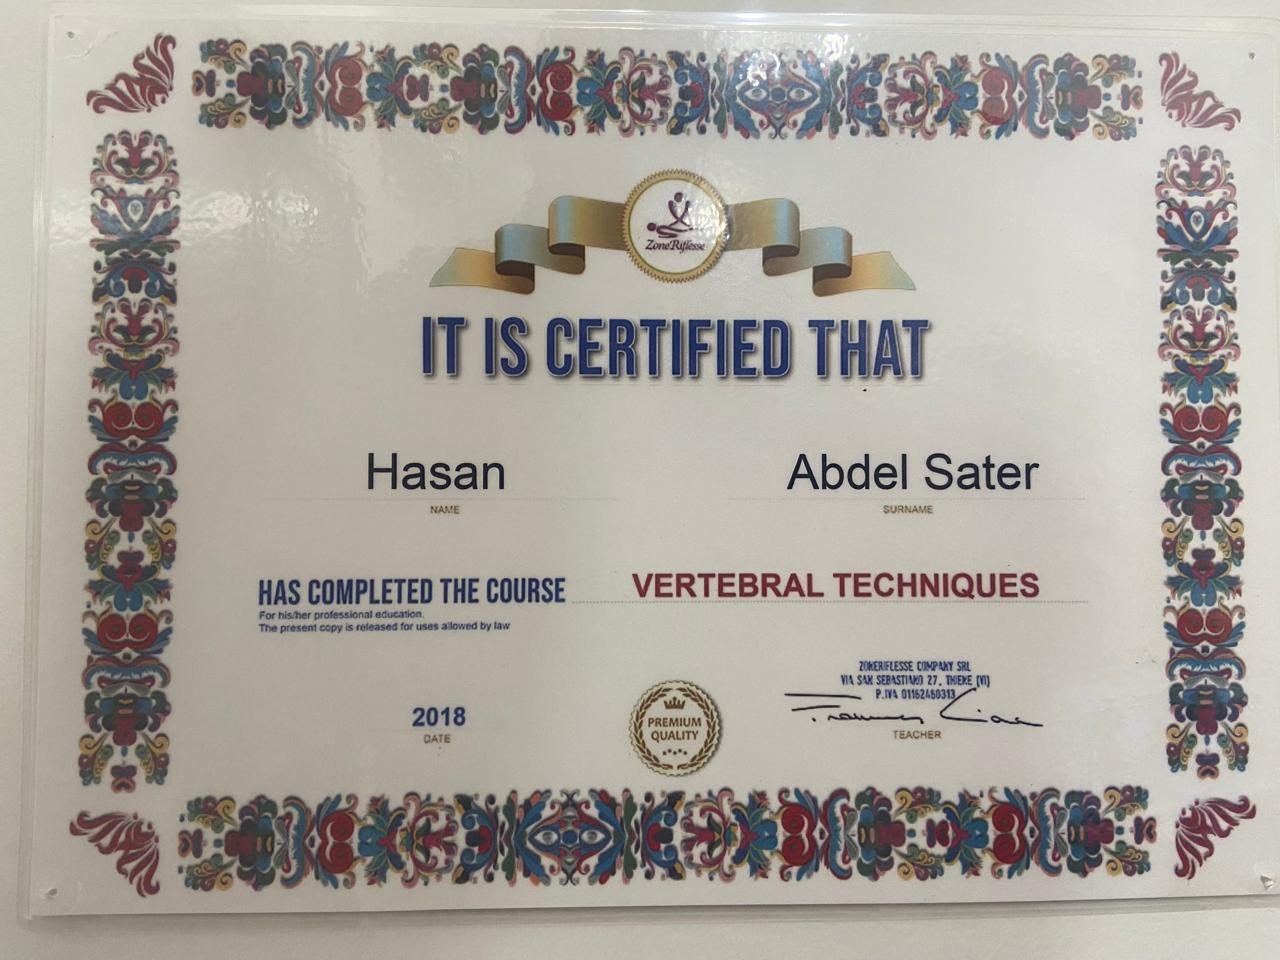 ZoneRiflesse
IT IS CERTIFIED THAT
Hasan Abdel Sater
NAME SURNAME
HAS COMPLETED THE COURSE VERTEBRAL TECHNIQUES
For his/her professional education.
The present copy is released for uses allowed by law
ZONERIFLESSE COMPANY SRL
VIA SAN SEBASTIANO 27, THIENE (VI)
P.IVA 01162460313
2018
DATE
PREMIUM
QUALITY
TEACHER